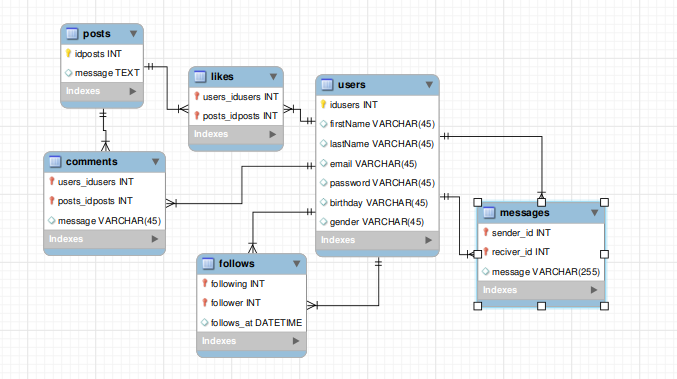 posts
idposts INT
message TEXT
Indexes
likes
users_idusers INT
posts_idposts INT
Indexes
users
idusers INT
firstName VARCHAR(45)
lastName VARCHAR(45)
email VARCHAR(45)
password VARCHAR(45)
birthday VARCHAR(45)
gender VARCHAR(45)
Indexes
comments
users_idusers INT
posts_idposts INT
message VARCHAR(45)
Indexes
messages
sender_id INT
reciver_id INT
message VARCHAR(255)
Indexes
follows
following INT
follower INT
follows_at DATETIME
Indexes